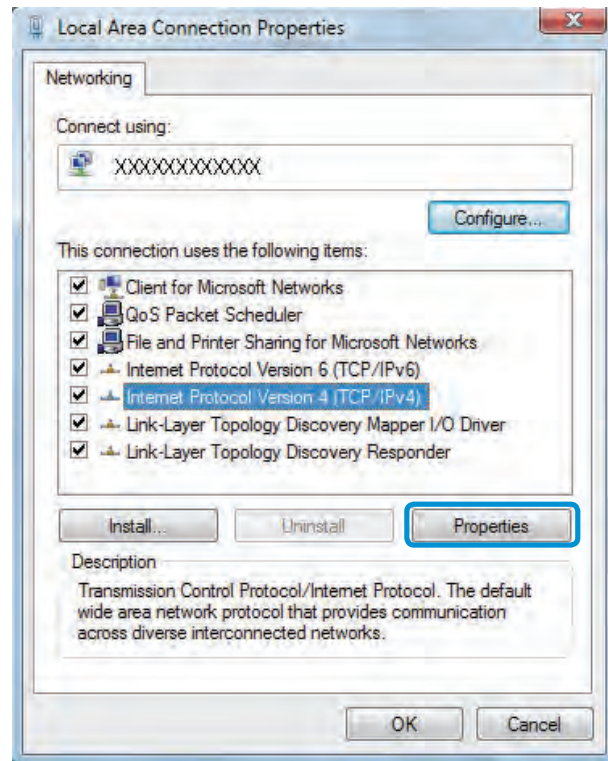 Local Area Connection Properties
Networking
Connect using:
XXXXXXXXXXXX
Configure...
This connection uses the following items:
Client for Microsoft Networks
QoS Packet Scheduler
File and Printer Sharing for Microsoft Networks
Internet Protocol Version 6 (TCP/IPv6)
Internet Protocol Version 4 (TCP/IPv4)
Link-Layer Topology Discovery Mapper I/O Driver
Link-Layer Topology Discovery Responder
Install... Uninstall Properties
Description
Transmission Control Protocol/Internet Protocol. The default
wide area network protocol that provides communication
across diverse interconnected networks.
OK Cancel